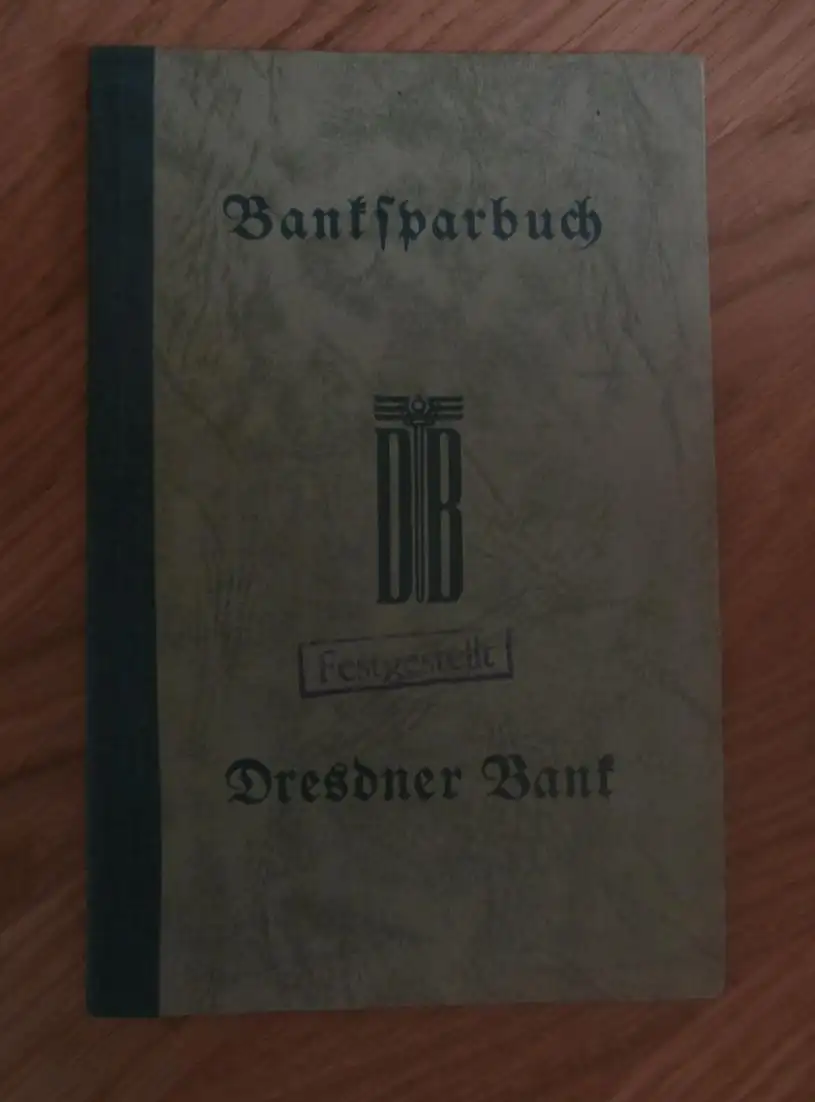 Banksparbuch
DB
Festgestellt
Dresdner Bank